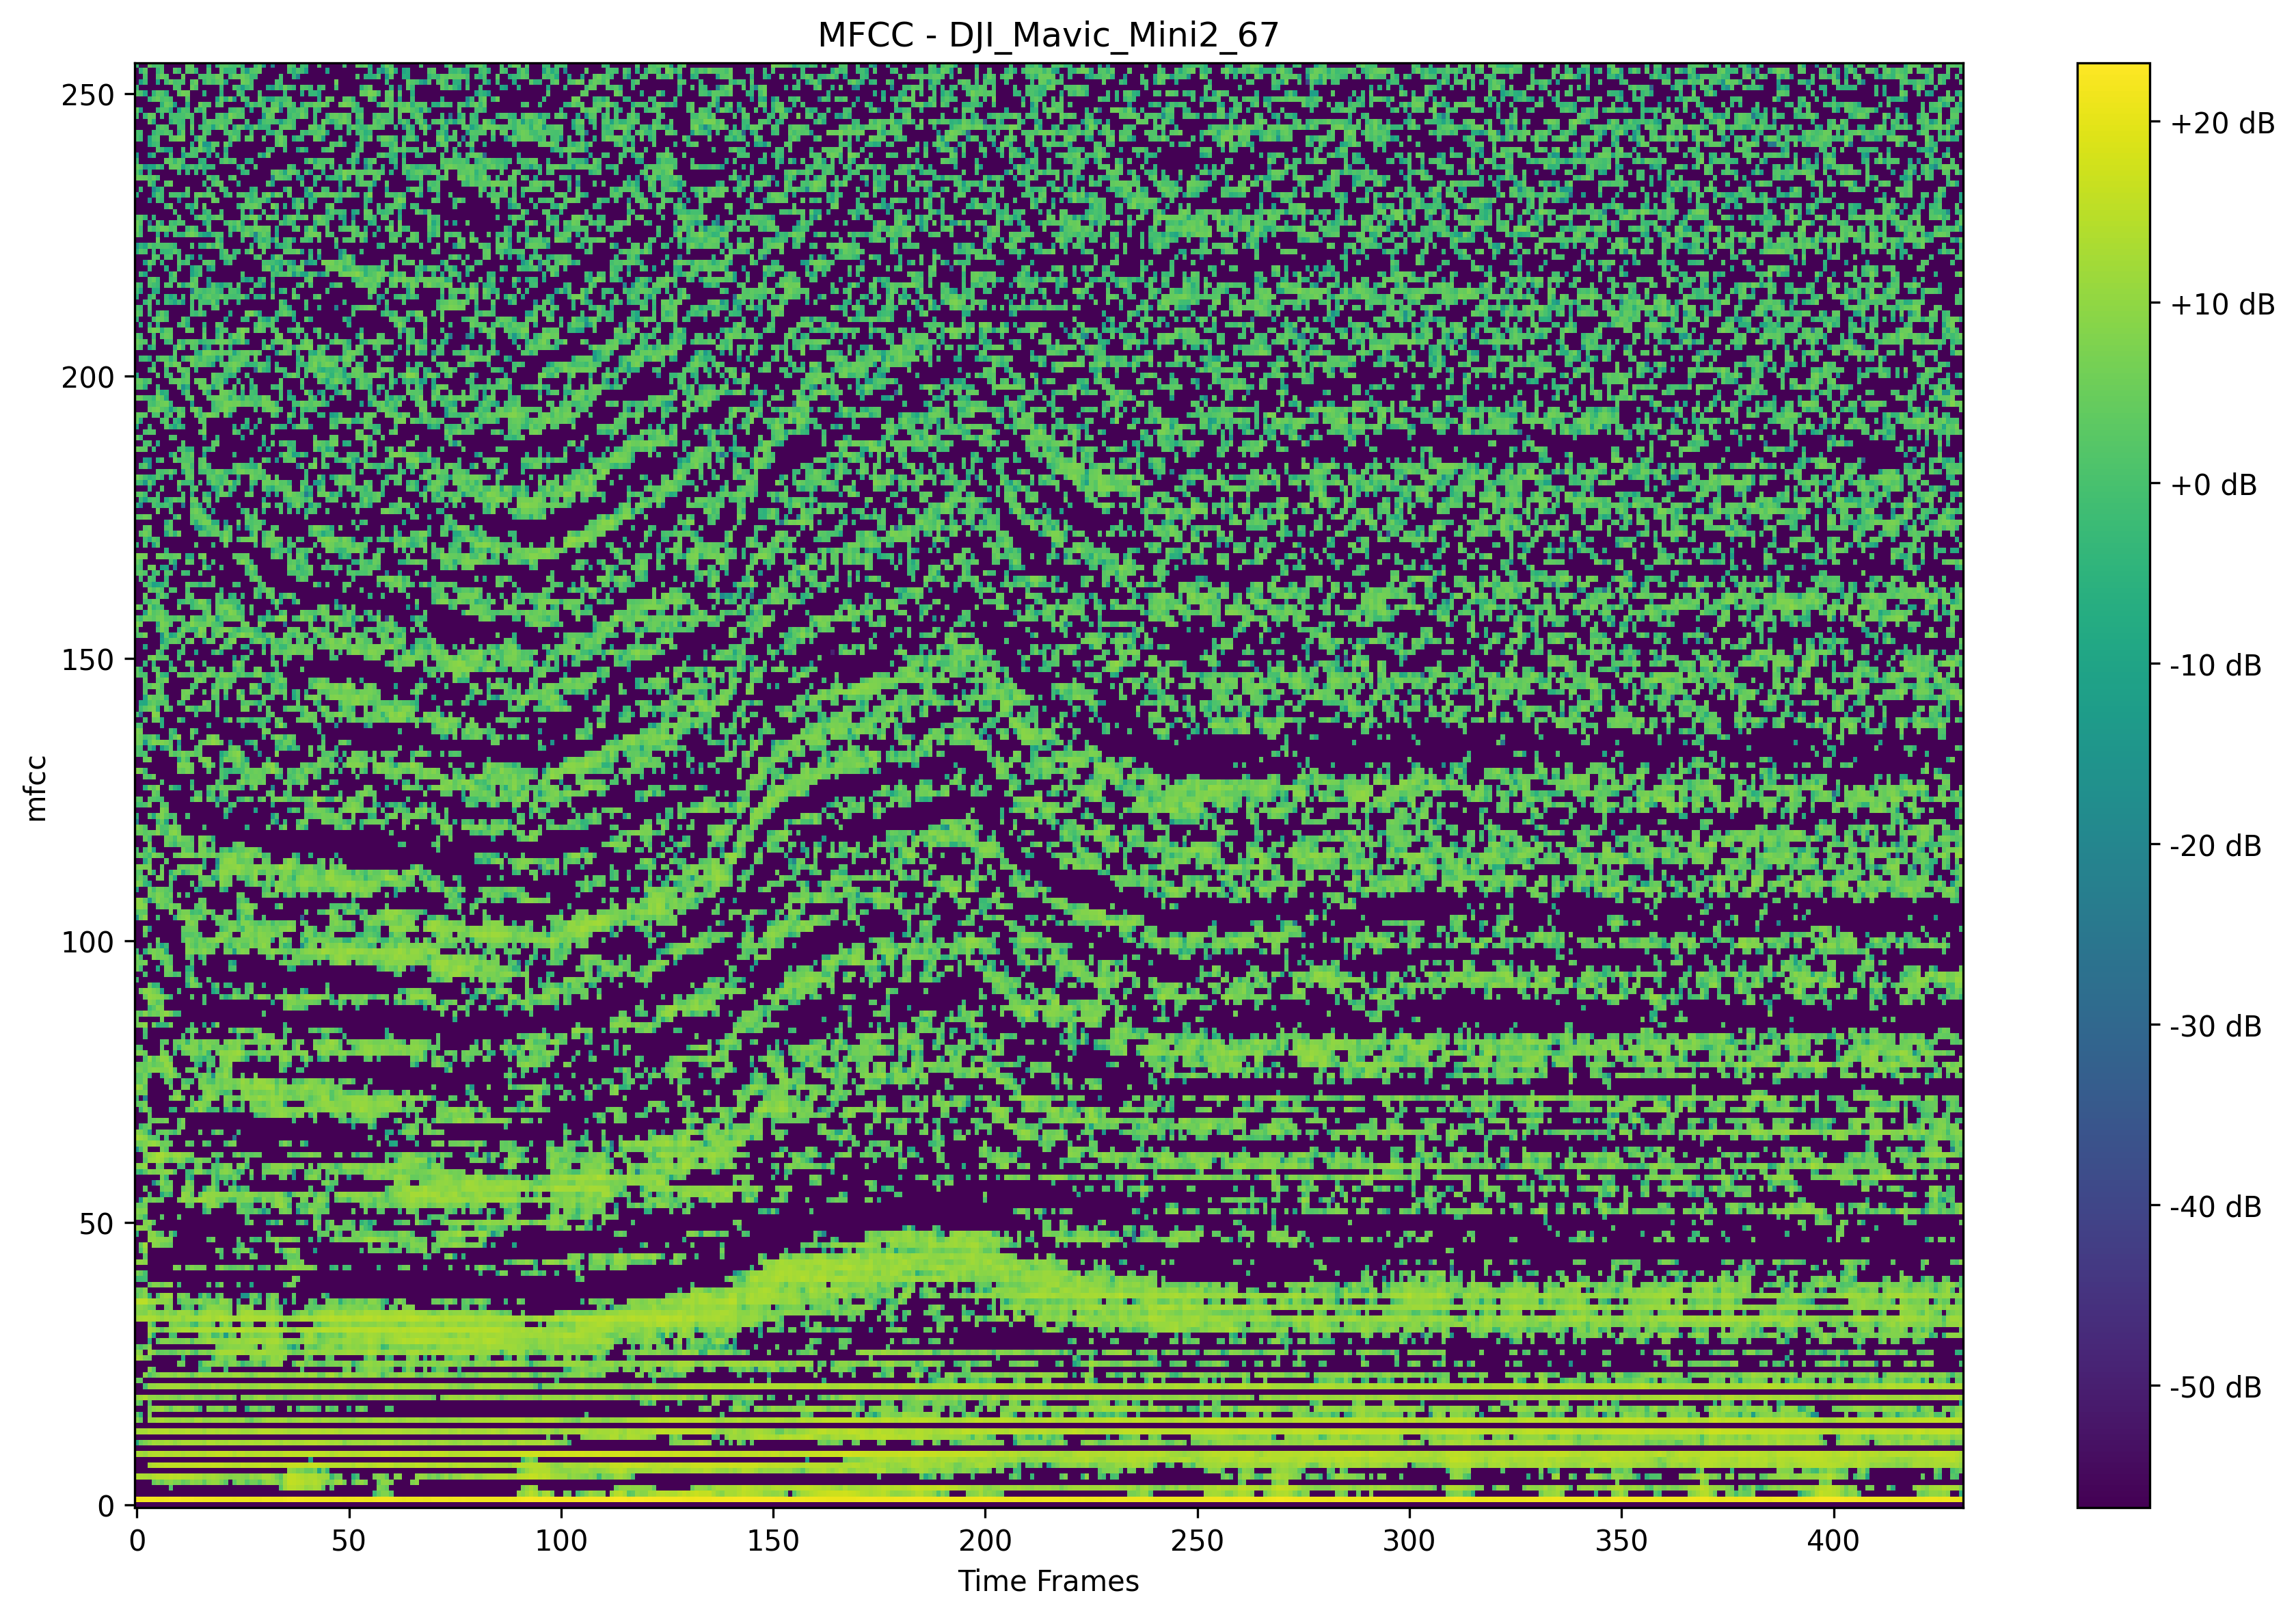 MFCC - DJI_Mavic_Mini2_67
250
200
150
100
50
0
mfcc
0 50 100 150 200 250 300 350 400
Time Frames
+20 dB
+10 dB
+0 dB
-10 dB
-20 dB
-30 dB
-40 dB
-50 dB